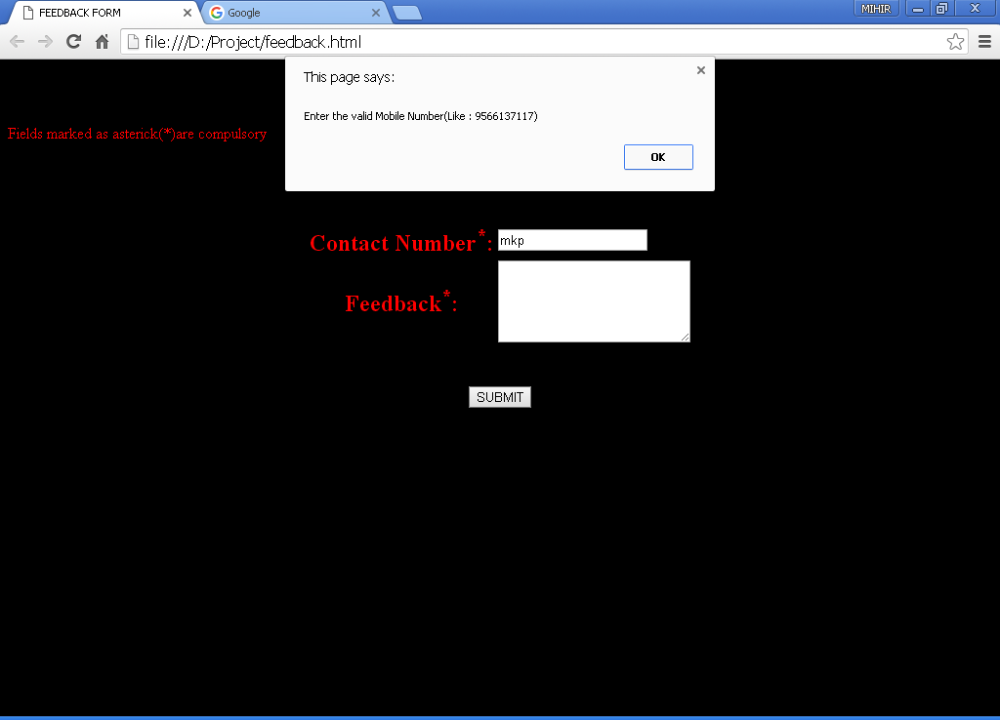 FEEDBACK FORM
Google
MIHIR
file:///D:/Project/feedback.html
This page says:
Enter the valid Mobile Number(Like : 9566137117)
OK
Fields marked as asterick(*)are compulsory
Contact Number*: mkp
Feedback*:
SUBMIT